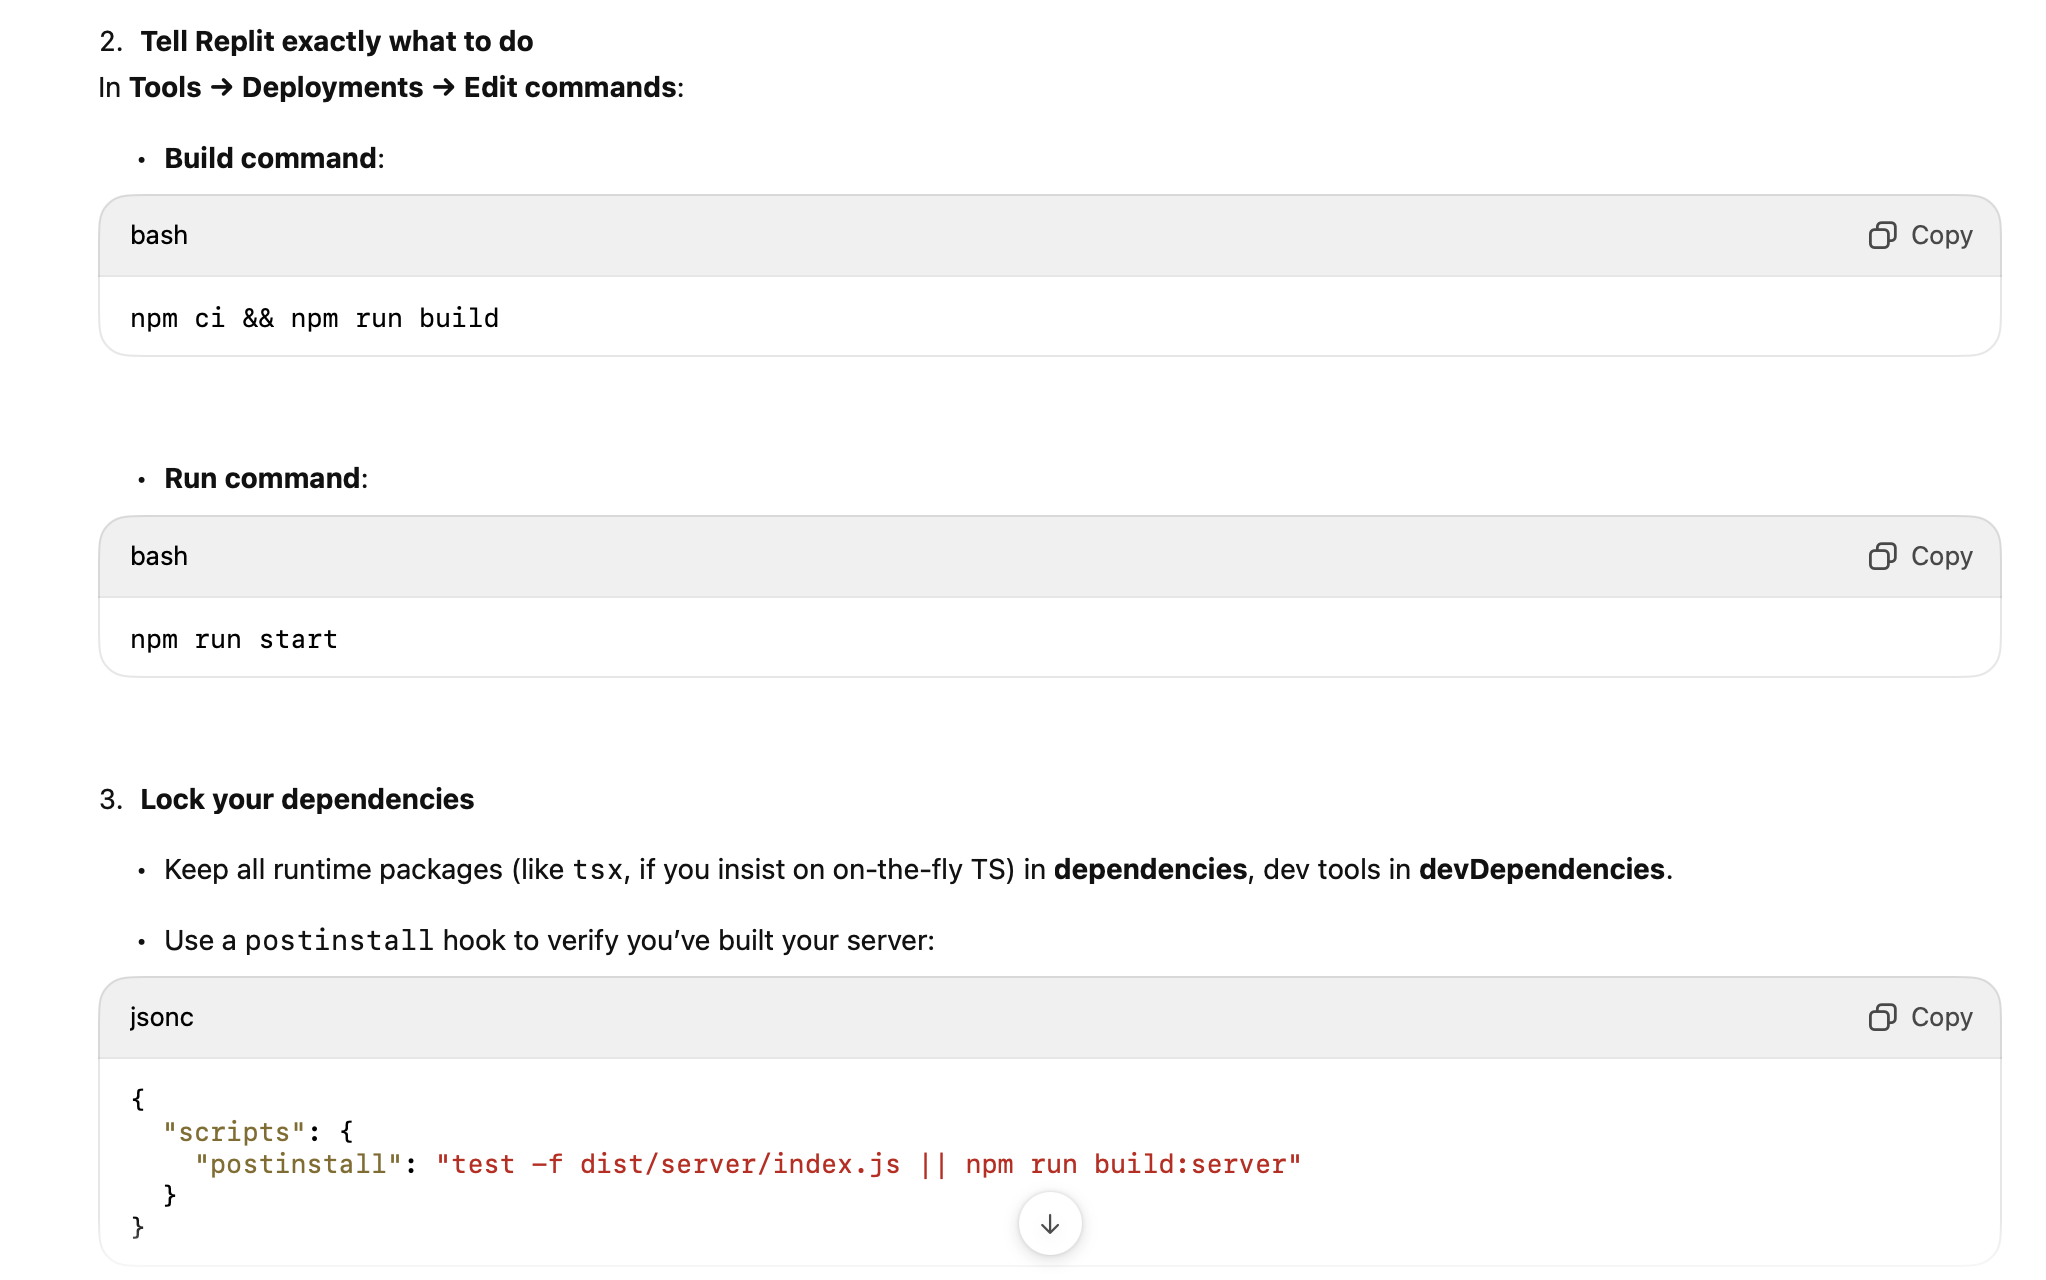 2. Tell Replit exactly what to do
In Tools → Deployments → Edit commands:
• Build command:
bash
Copy
npm ci && npm run build
• Run command:
bash
Copy
npm run start
3. Lock your dependencies
• Keep all runtime packages (like tsx, if you insist on on-the-fly TS) in dependencies, dev tools in devDependencies.
• Use a postinstall hook to verify you’ve built your server:
jsonc
Copy
{
  "scripts": {
    "postinstall": "test -f dist/server/index.js || npm run build:server"
  }
}